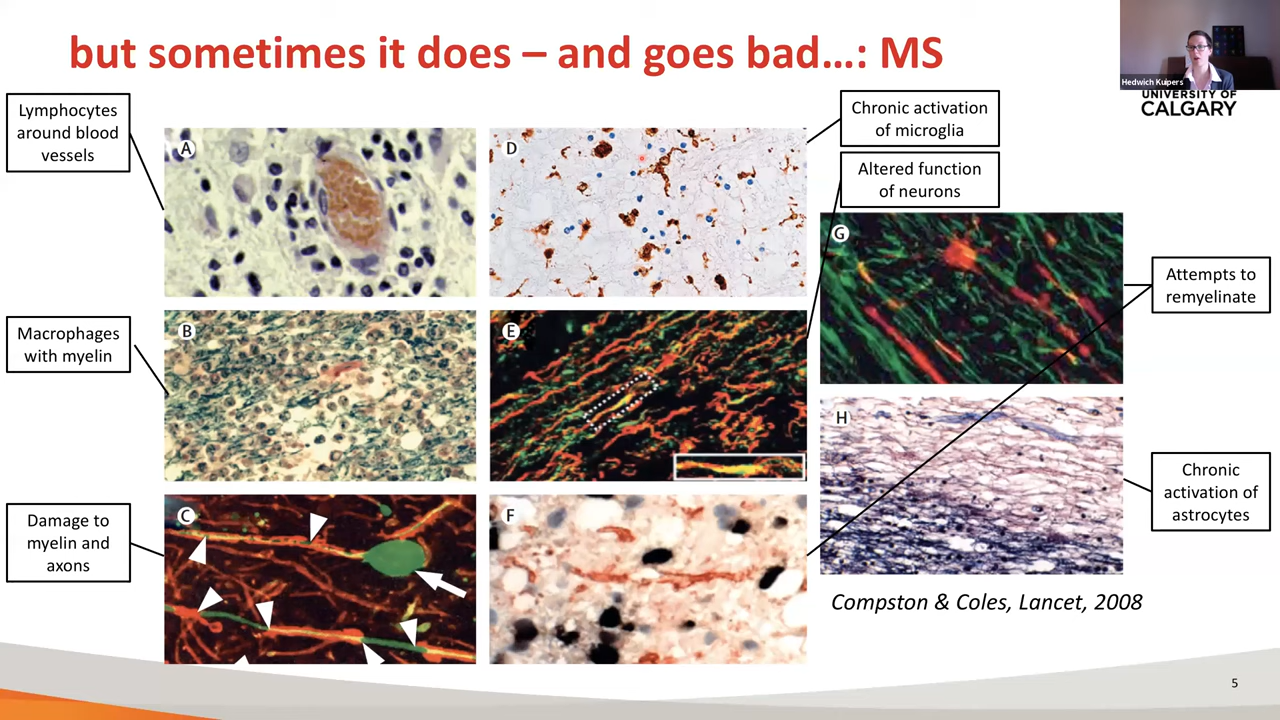 but sometimes it does – and goes bad...: MS
Hedwich Kuipers
UNIVERSITY OF
CALGARY
Lymphocytes
around blood
vessels
Macrophages
with myelin
Damage to
myelin and
axons
A
B
C
D
E
F
Chronic activation
of microglia
Altered function
of neurons
G
H
Attempts to
remyelinate
Chronic
activation of
astrocytes
Compston & Coles, Lancet, 2008
5